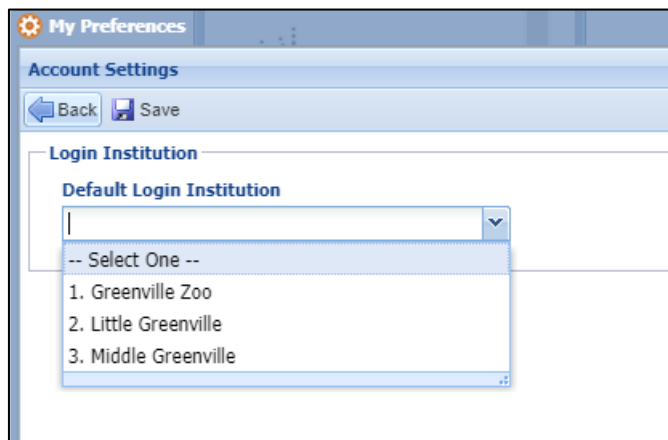 My Preferences
Account Settings
Back Save
Login Institution
Default Login Institution
-- Select One --
1. Greenville Zoo
2. Little Greenville
3. Middle Greenville